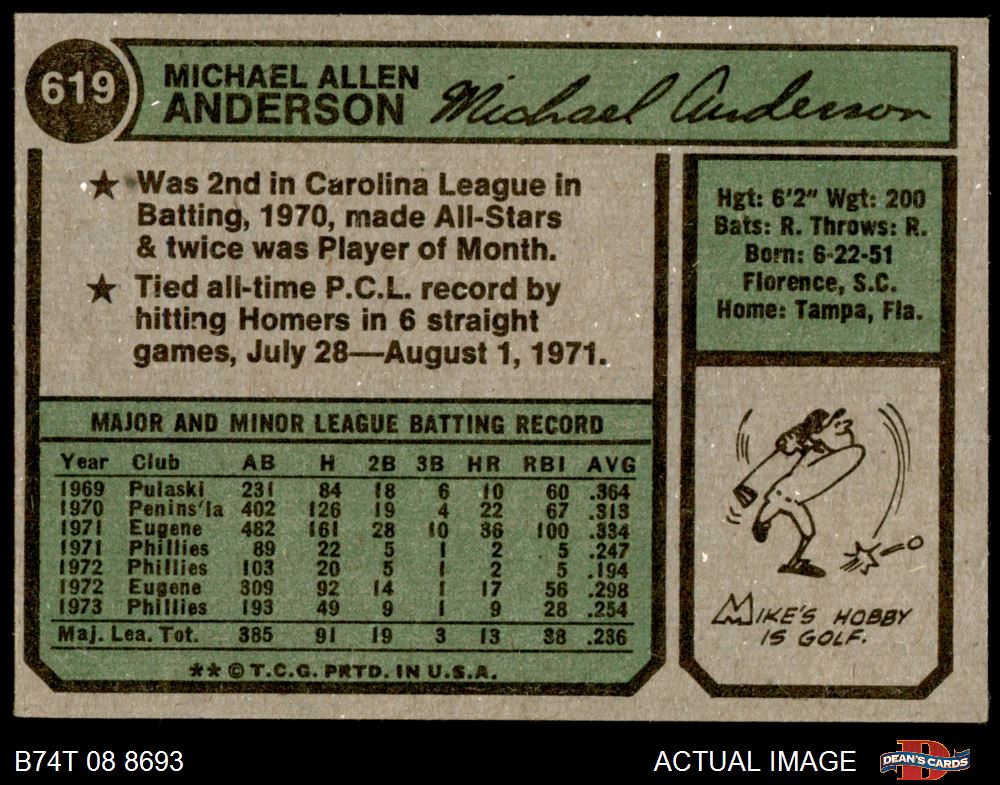 619
MICHAEL ALLEN
ANDERSON
Michael Anderson
★ Was 2nd in Carolina League in
Batting, 1970, made All-Stars
& twice was Player of Month.
★ Tied all-time P.C.L. record by
hitting Homers in 6 straight
games, July 28—August 1, 1971.
Hgt: 6'2" Wgt: 200
Bats: R. Throws: R.
Born: 6-22-51
Florence, S.C.
Home: Tampa, Fla.
MAJOR AND MINOR LEAGUE BATTING RECORD
Year Club AB H 2B 3B HR RBI AVG
1969 Pulaski 231 84 18 6 10 60 .364
1970 Penins'la 402 126 19 4 22 67 .313
1971 Eugene 482 161 28 10 36 100 .334
1971 Phillies 89 22 5 1 2 5 .247
1972 Phillies 103 20 5 1 2 5 .194
1972 Eugene 309 92 14 1 17 56 .298
1973 Phillies 193 49 9 1 9 28 .254
Maj. Lea. Tot. 385 91 19 3 13 38 .236
** © T.C.G. PRTD. IN U.S.A.
MIKE'S HOBBY
IS GOLF.
B74T 08 8693
ACTUAL IMAGE
D
DEAN'S CARDS